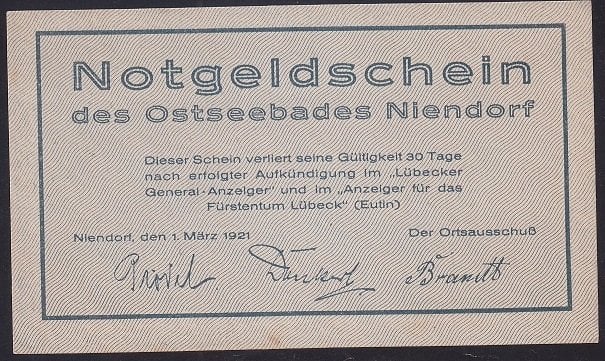 Notgeldschein
des Ostseebades Niendorf
Dieser Schein verliert seine Gültigkeit 30 Tage
nach erfolgter Aufkündigung im „Lübecker
General-Anzeiger" und im „Anzeiger für das
Fürstentum Lübeck" (Eutin)
Niendorf, den 1. März 1921 Der Ortsausschuß
Brandt